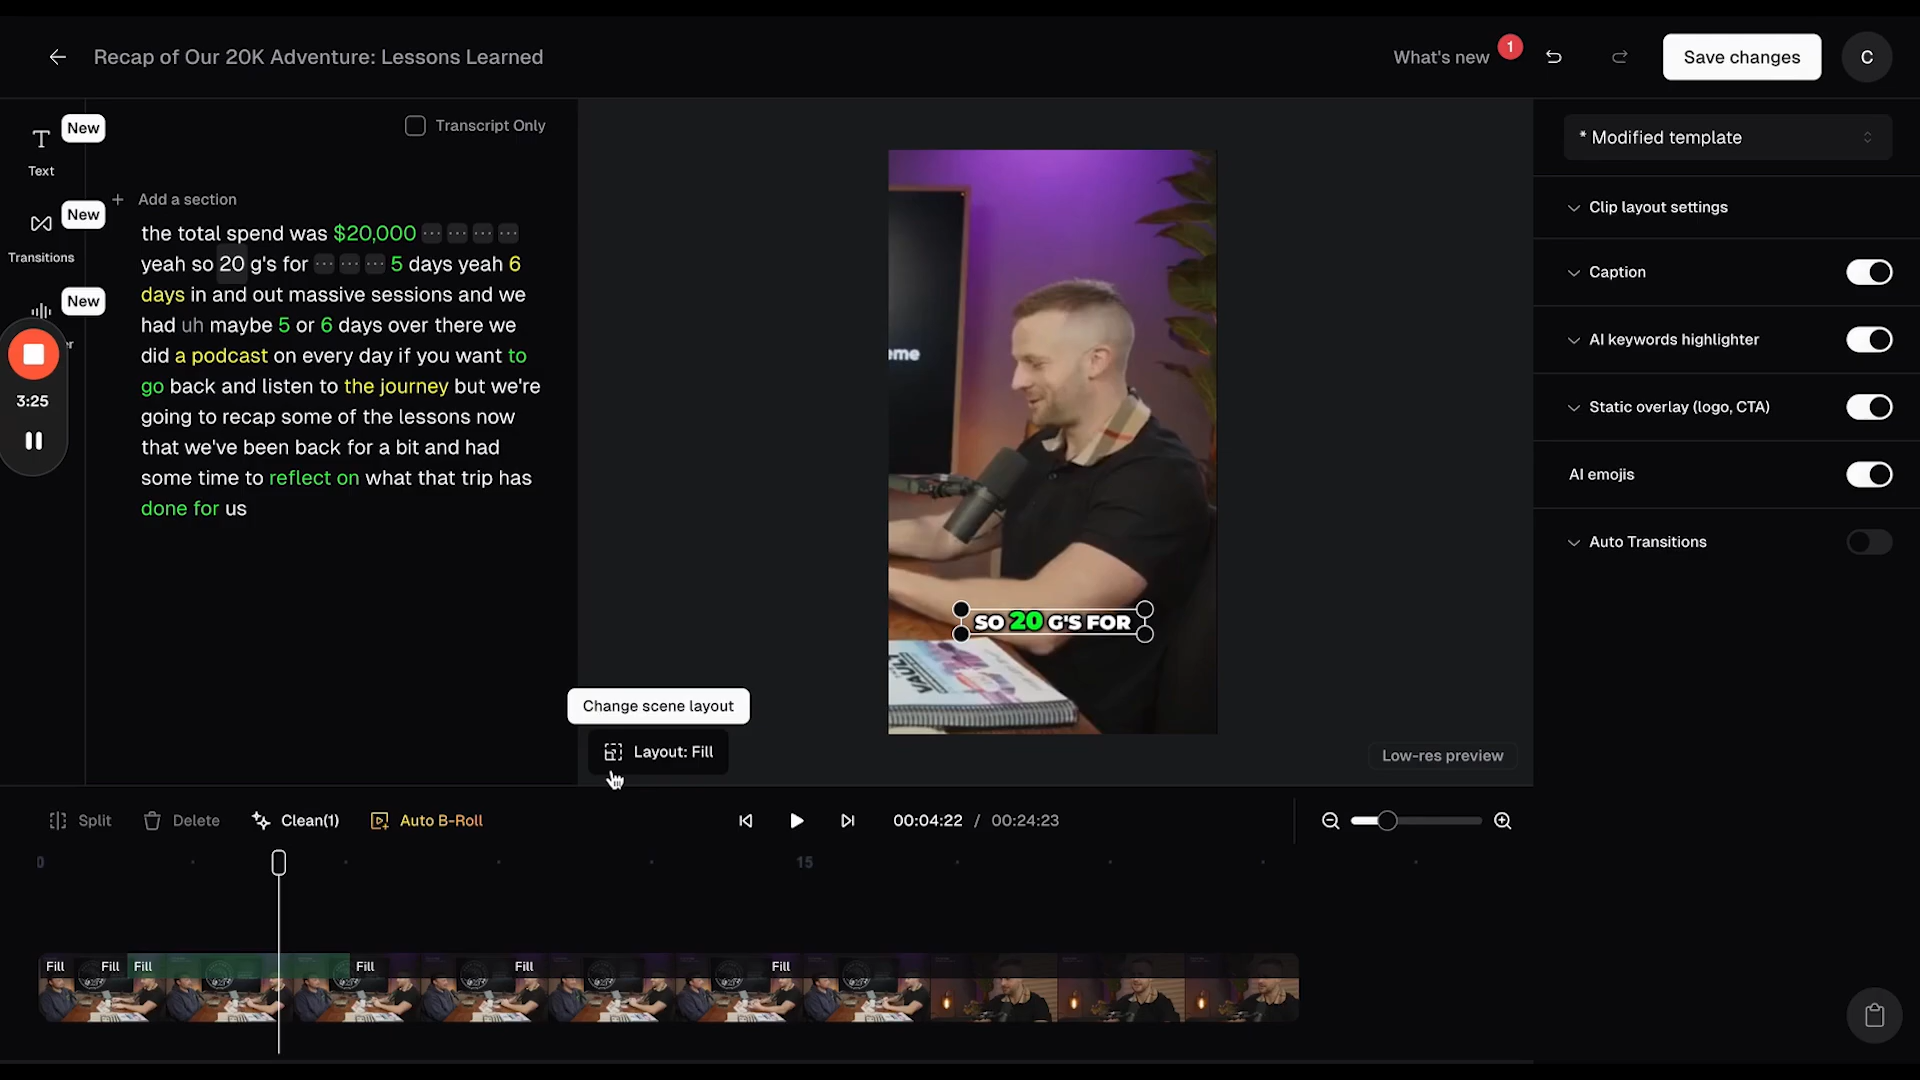 Recap of Our 20K Adventure: Lessons Learned
What's new
1
Save changes
C
New
Text
New
Transitions
New
r
3:25
Transcript Only
Add a section
the total spend was $20,000 ... ... ... ...
yeah so 20 g's for ... ... ... 5 days yeah 6
days in and out massive sessions and we
had uh maybe 5 or 6 days over there we
did a podcast on every day if you want to
go back and listen to the journey but we're
going to recap some of the lessons now
that we've been back for a bit and had
some time to reflect on what that trip has
done for us
eme
SO 20 G'S FOR
VAULT
Change scene layout
Layout: Fill
Low-res preview
* Modified template
Clip layout settings
Caption
AI keywords highlighter
Static overlay (logo, CTA)
AI emojis
Auto Transitions
Split
Delete
Clean(1)
Auto B-Roll
00:04:22 / 00:24:23
0
15
Fill
Fill
Fill
Fill
Fill
Fill